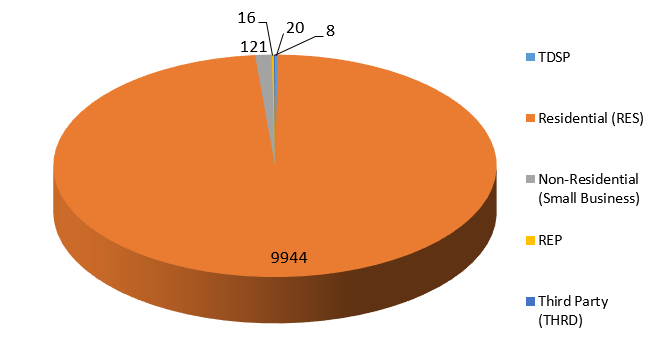 16
20
8
121
9944
TDSP
Residential (RES)
Non-Residential
(Small Business)
REP
Third Party
(THRD)